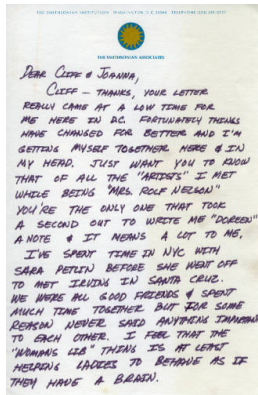 THE SMITHSONIAN INSTITUTION · WASHINGTON, D.C. 20560 · TELEPHONE
THE SMITHSONIAN ASSOCIATES
DEAR CLIFF & JOANNA,
CLIFF – THANKS, YOUR LETTER
REALLY CAME AT A LOW TIME FOR
ME HERE IN D.C. FORTUNATELY THINGS
HAVE CHANGED FOR BETTER AND I'M
GETTING MYSELF TOGETHER HERE & IN
MY HEAD. JUST WANT YOU TO KNOW
THAT OF ALL THE "ARTISTS" I MET
WHILE BEING "MRS. ROLF NELSON"
YOU'RE THE ONLY ONE THAT TOOK
A SECOND OUT TO WRITE ME "DOREEN"
A NOTE & IT MEANS A LOT TO ME.
I'VE SPENT TIME IN NYC WITH
SARA PETLIN BEFORE SHE WENT OFF
TO MET IRVING IN SANTA CRUZ.
WE WERE ALL GOOD FRIENDS & SPENT
MUCH TIME TOGETHER BUT FOR SOME
REASON NEVER SAID ANYTHING IMPORTAN
TO EACH OTHER. I FEEL THAT THE
"WOMANS LIB" THING IS AT LEAST
HELPING LADIES TO BEHAVE AS IF
THEY HAVE A BRAIN.